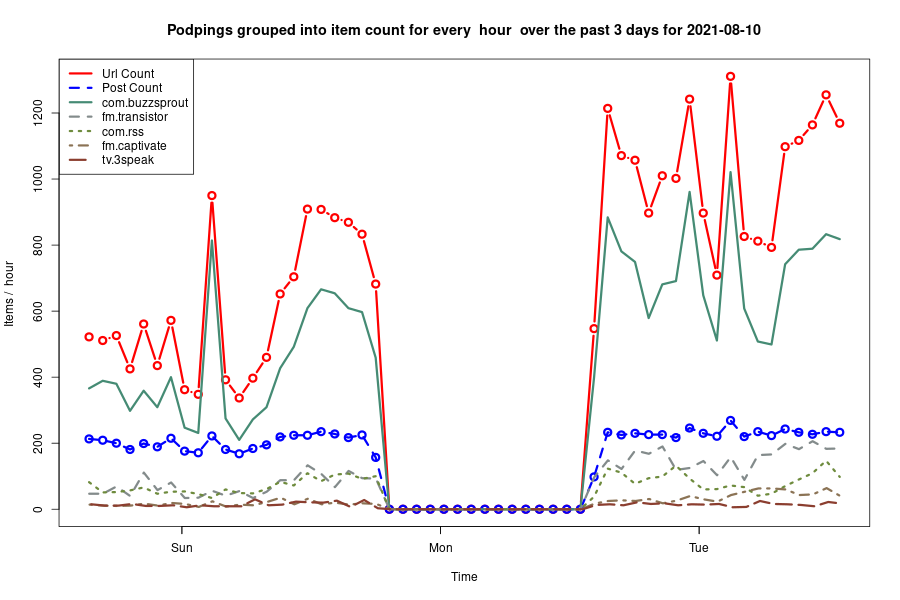 Podpings grouped into item count for every  hour  over the past 3 days for 2021-08-10
Url Count
Post Count
com.buzzsprout
fm.transistor
com.rss
fm.captivate
tv.3speak
Items /  hour
0
200
400
600
800
1000
1200
Sun
Mon
Tue
Time